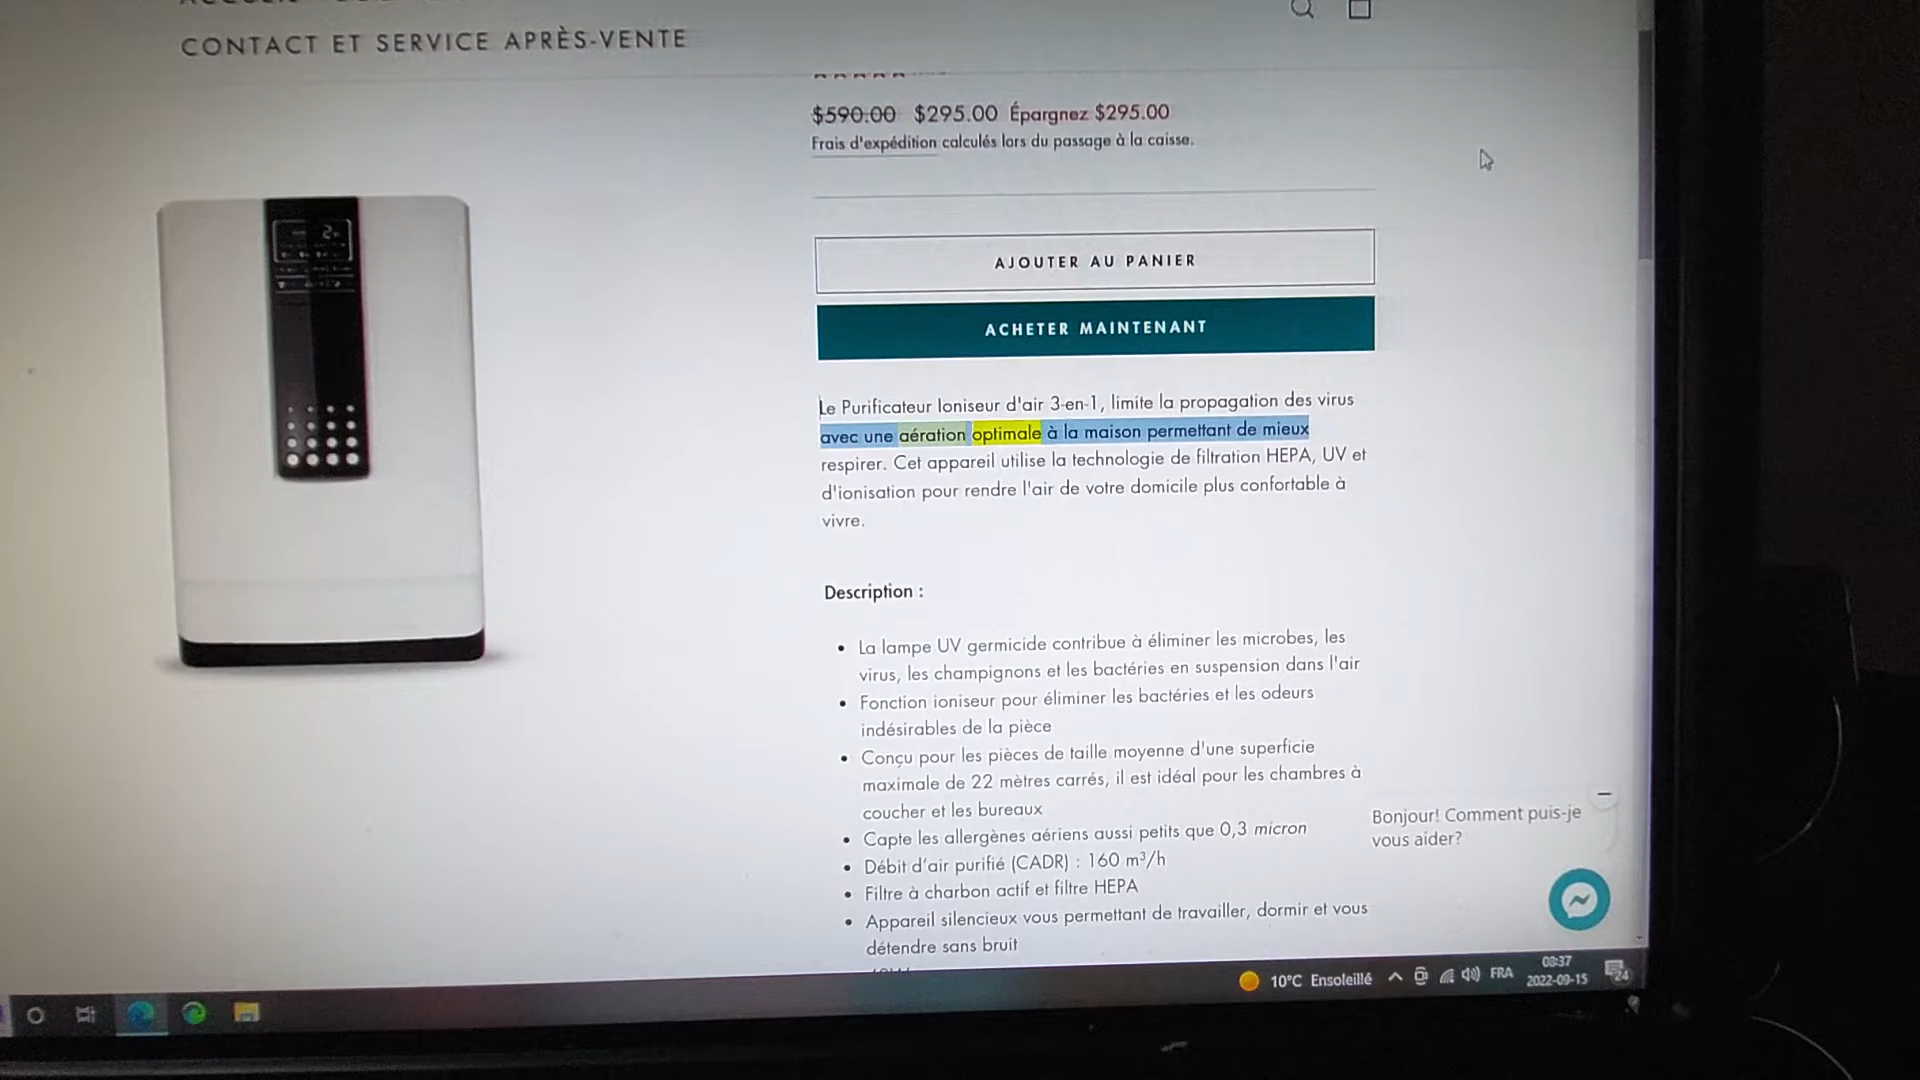 CONTACT ET SERVICE APRÈS-VENTE
$590.00 $295.00 Épargnez $295.00
Frais d'expédition calculés lors du passage à la caisse.
AJOUTER AU PANIER
ACHETER MAINTENANT
Le Purificateur Ioniseur d'air 3-en-1, limite la propagation des virus
avec une aération optimale à la maison permettant de mieux
respirer. Cet appareil utilise la technologie de filtration HEPA, UV et
d'ionisation pour rendre l'air de votre domicile plus confortable à
vivre.
Description :
• La lampe UV germicide contribue à éliminer les microbes, les
virus, les champignons et les bactéries en suspension dans l'air
• Fonction ioniseur pour éliminer les bactéries et les odeurs
indésirables de la pièce
• Conçu pour les pièces de taille moyenne d'une superficie
maximale de 22 mètres carrés, il est idéal pour les chambres à
coucher et les bureaux
• Capte les allergènes aériens aussi petits que 0,3 micron
• Débit d'air purifié (CADR) : 160 m³/h
• Filtre à charbon actif et filtre HEPA
• Appareil silencieux vous permettant de travailler, dormir et vous
détendre sans bruit
Bonjour! Comment puis-je
vous aider?
10°C Ensoleillé
FRA
08:37
2022-09-15
24